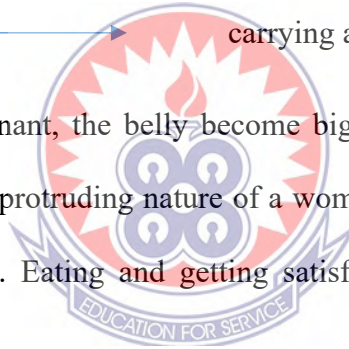 carrying a
nant, the belly become big
protruding nature of a wom
. Eating and getting satisf
EDUCATION FOR SERVICE